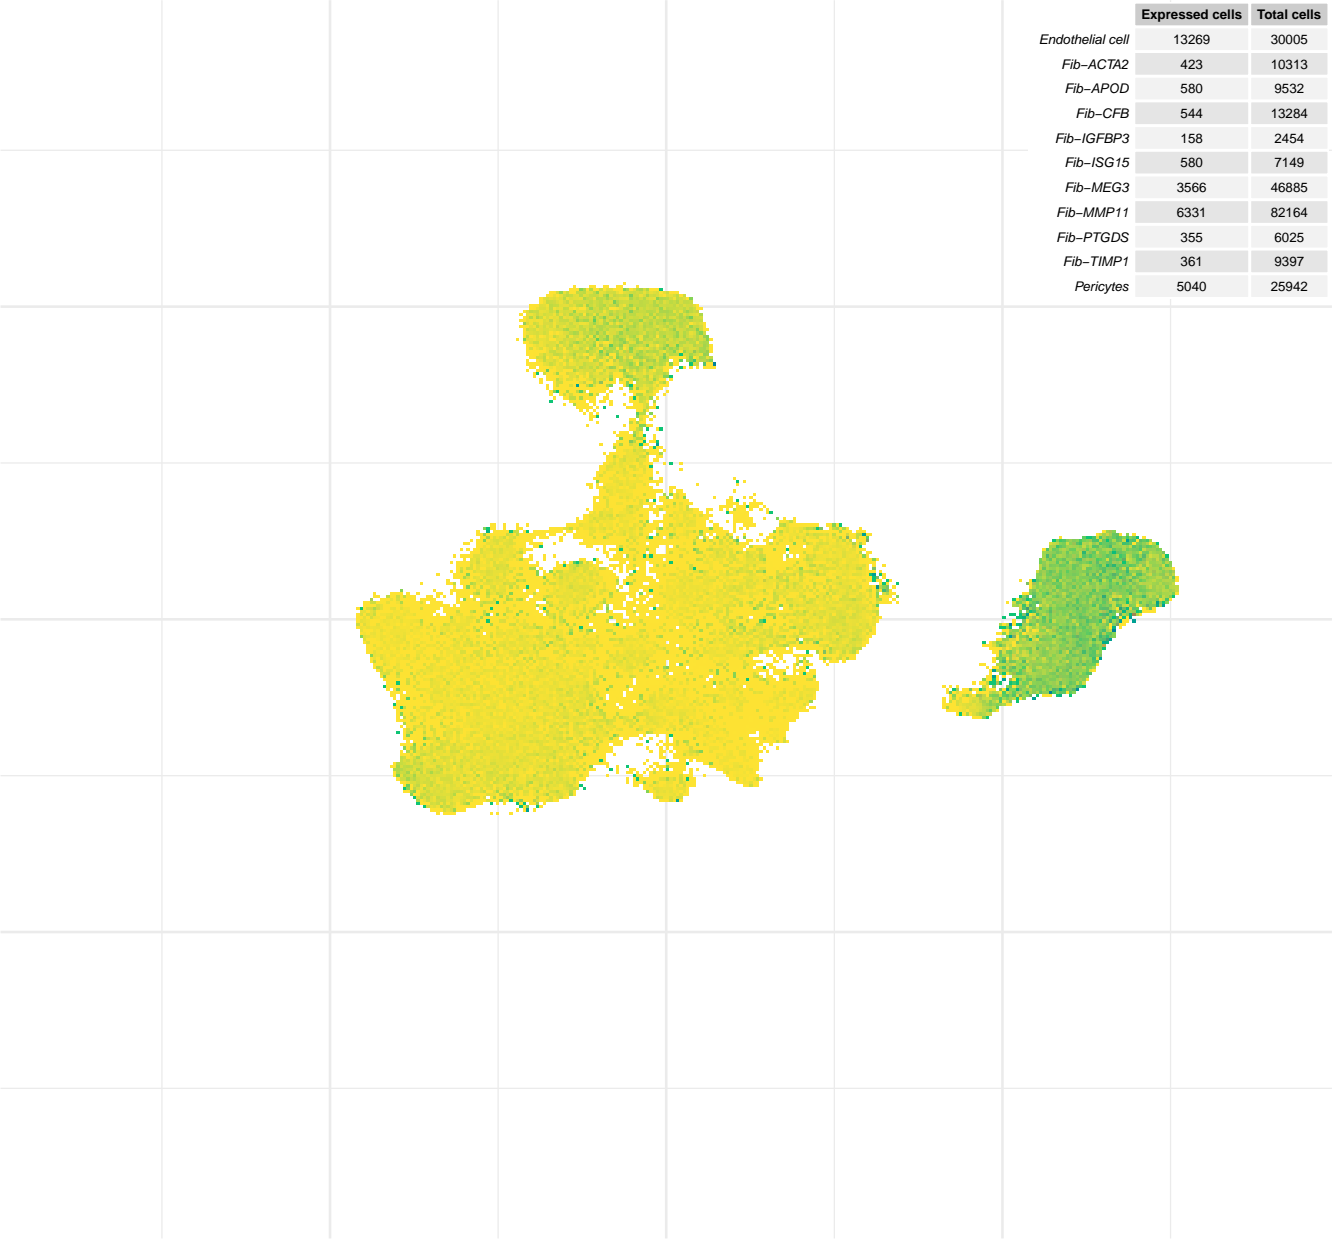 Expressed cells Total cells
Endothelial cell 13269 30005
Fib−ACTA2 423 10313
Fib−APOD 580 9532
Fib−CFB 544 13284
Fib−IGFBP3 158 2454
Fib−ISG15 580 7149
Fib−MEG3 3566 46885
Fib−MMP11 6331 82164
Fib−PTGDS 355 6025
Fib−TIMP1 361 9397
Pericytes 5040 25942